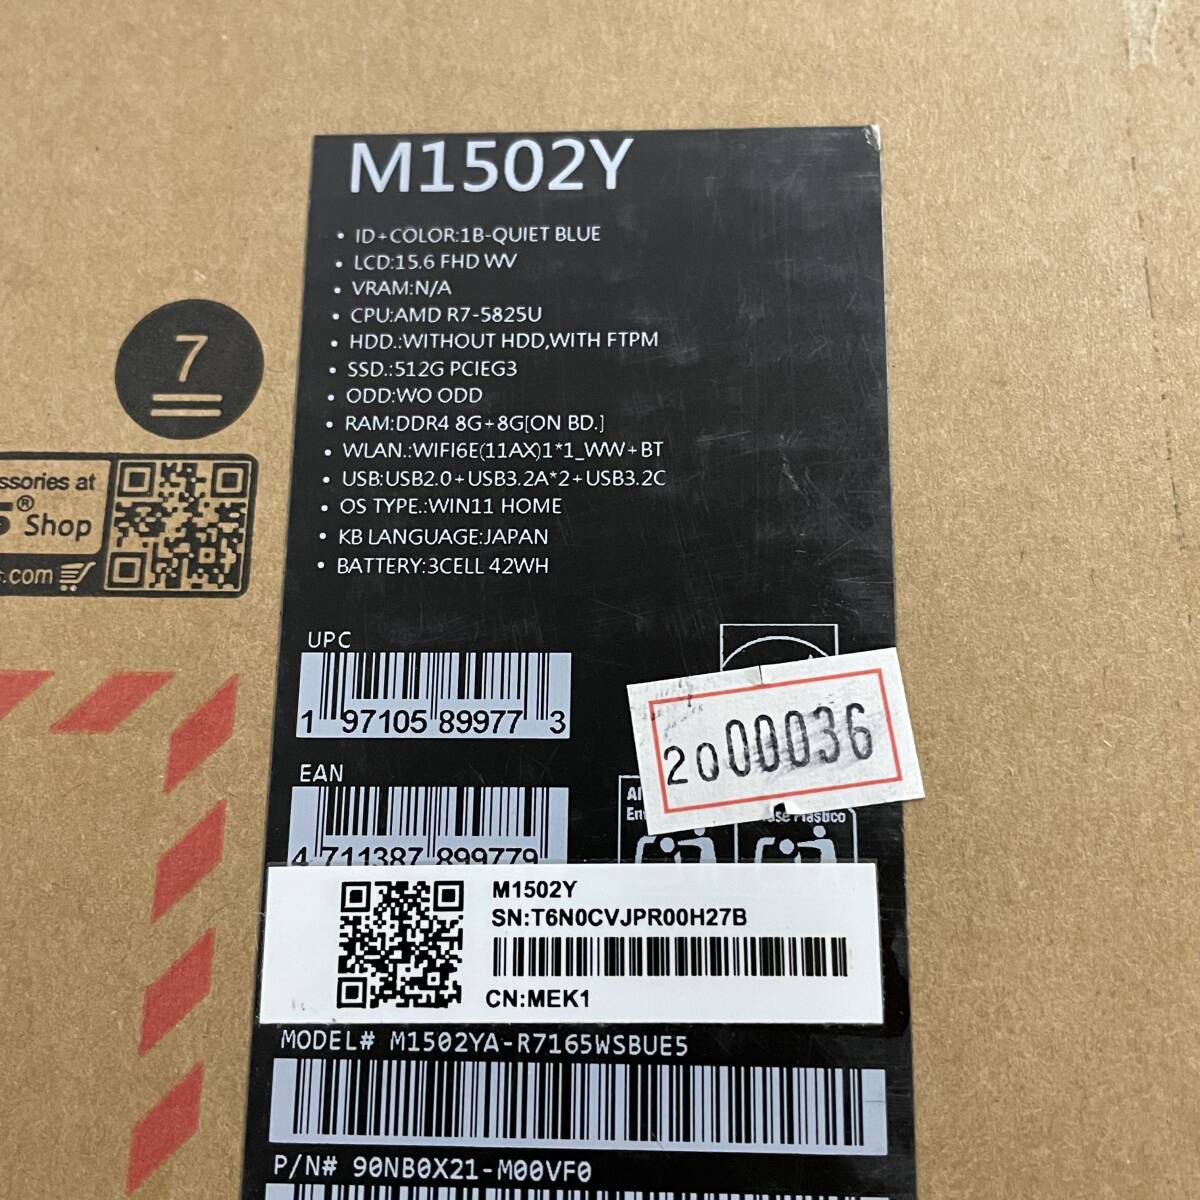 M1502Y
• ID+COLOR:1B-QUIET BLUE
• LCD:15.6 FHD WV
• VRAM:N/A
• CPU:AMD R7-5825U
• HDD.:WITHOUT HDD,WITH FTPM
• SSD.:512G PCIEG3
• ODD:WO ODD
• RAM:DDR4 8G+8G[ON BD.]
• WLAN.:WIFI6E(11AX)1*1_WW+BT
• USB:USB2.0+USB3.2A*2+USB3.2C
• OS TYPE.:WIN11 HOME
• KB LANGUAGE:JAPAN
• BATTERY:3CELL 42WH
7
ssories at
® Shop
s.com
UPC
1 97105 89977 3
2000036
EAN
4 711387 899779
Plástico
M1502Y
SN:T6N0CVJPR00H27B
CN:MEK1
MODEL# M1502YA-R7165WSBUE5
P/N# 90NB0X21-M00VF0